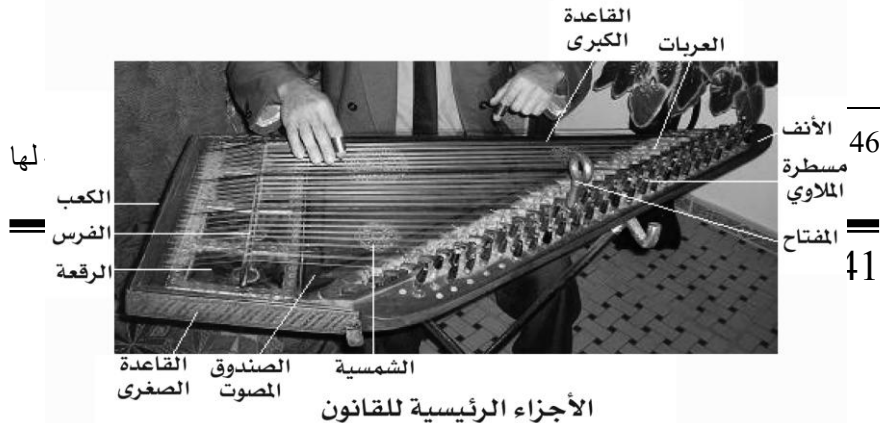 القاعدة
الكبرى
العربات
الأنف
46
لها
مسطرة
الملاوي
الكعب
الفرس
المفتاح
الرقعة
41
القاعدة
الصغرى
الصندوق
المصوت
الشمسية
الأجزاء الرئيسية للقانون